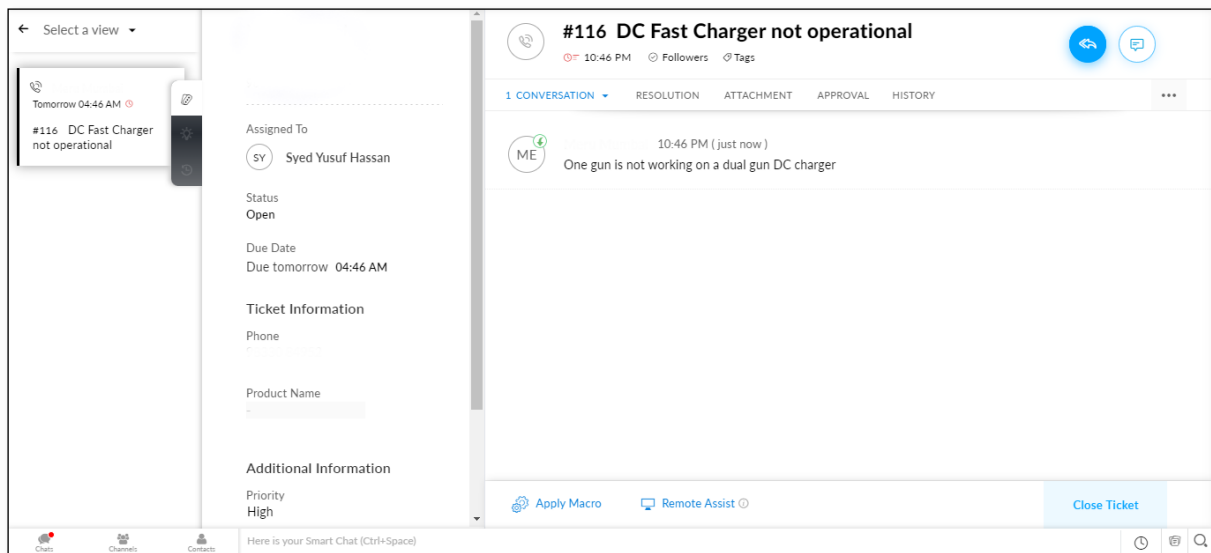 Select a view
Tomorrow 04:46 AM
#116 DC Fast Charger
not operational
Assigned To
SY Syed Yusuf Hassan
Status
Open
Due Date
Due tomorrow 04:46 AM
Ticket Information
Phone
Product Name
-
Additional Information
Priority
High
#116 DC Fast Charger not operational
10:46 PM Followers Tags
1 CONVERSATION RESOLUTION ATTACHMENT APPROVAL HISTORY
ME 10:46 PM ( just now )
One gun is not working on a dual gun DC charger
Apply Macro Remote Assist Close Ticket
Chats Channels Contacts Here is your Smart Chat (Ctrl+Space)